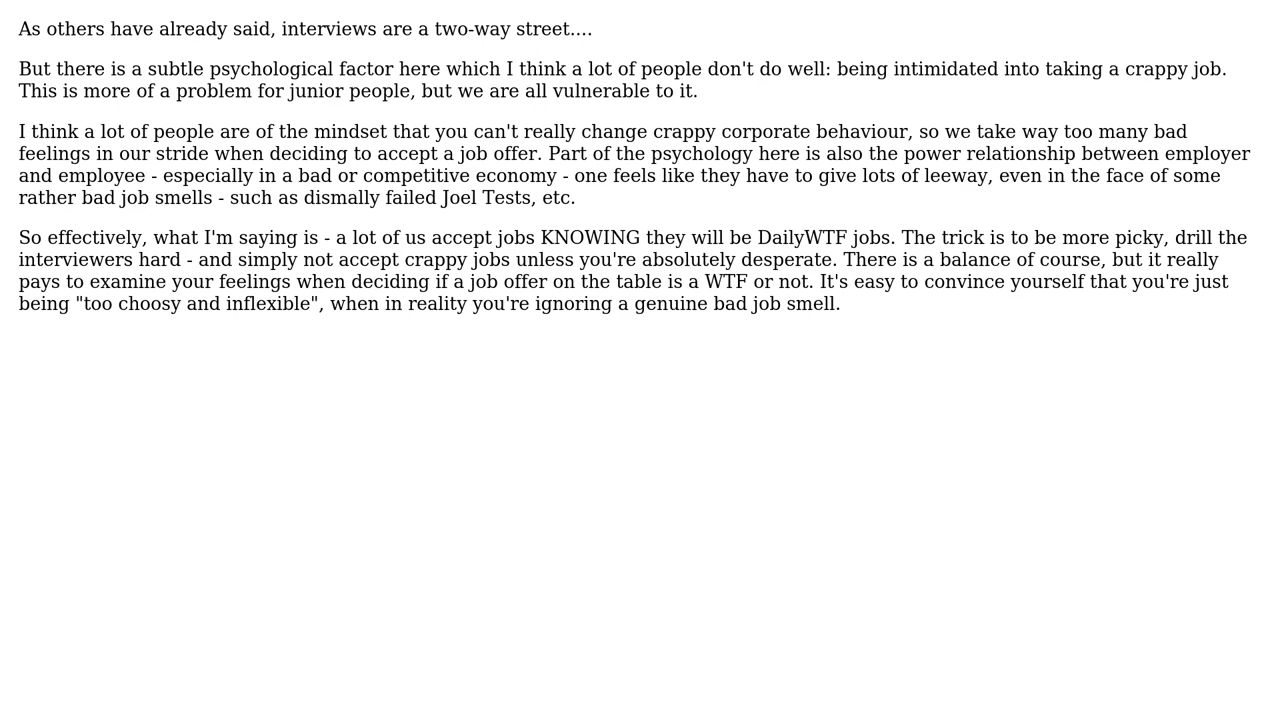 As others have already said, interviews are a two-way street....
But there is a subtle psychological factor here which I think a lot of people don't do well: being intimidated into taking a crappy job.
This is more of a problem for junior people, but we are all vulnerable to it.
I think a lot of people are of the mindset that you can't really change crappy corporate behaviour, so we take way too many bad
feelings in our stride when deciding to accept a job offer. Part of the psychology here is also the power relationship between employer
and employee - especially in a bad or competitive economy - one feels like they have to give lots of leeway, even in the face of some
rather bad job smells - such as dismally failed Joel Tests, etc.
So effectively, what I'm saying is - a lot of us accept jobs KNOWING they will be DailyWTF jobs. The trick is to be more picky, drill the
interviewers hard - and simply not accept crappy jobs unless you're absolutely desperate. There is a balance of course, but it really
pays to examine your feelings when deciding if a job offer on the table is a WTF or not. It's easy to convince yourself that you're just
being "too choosy and inflexible", when in reality you're ignoring a genuine bad job smell.